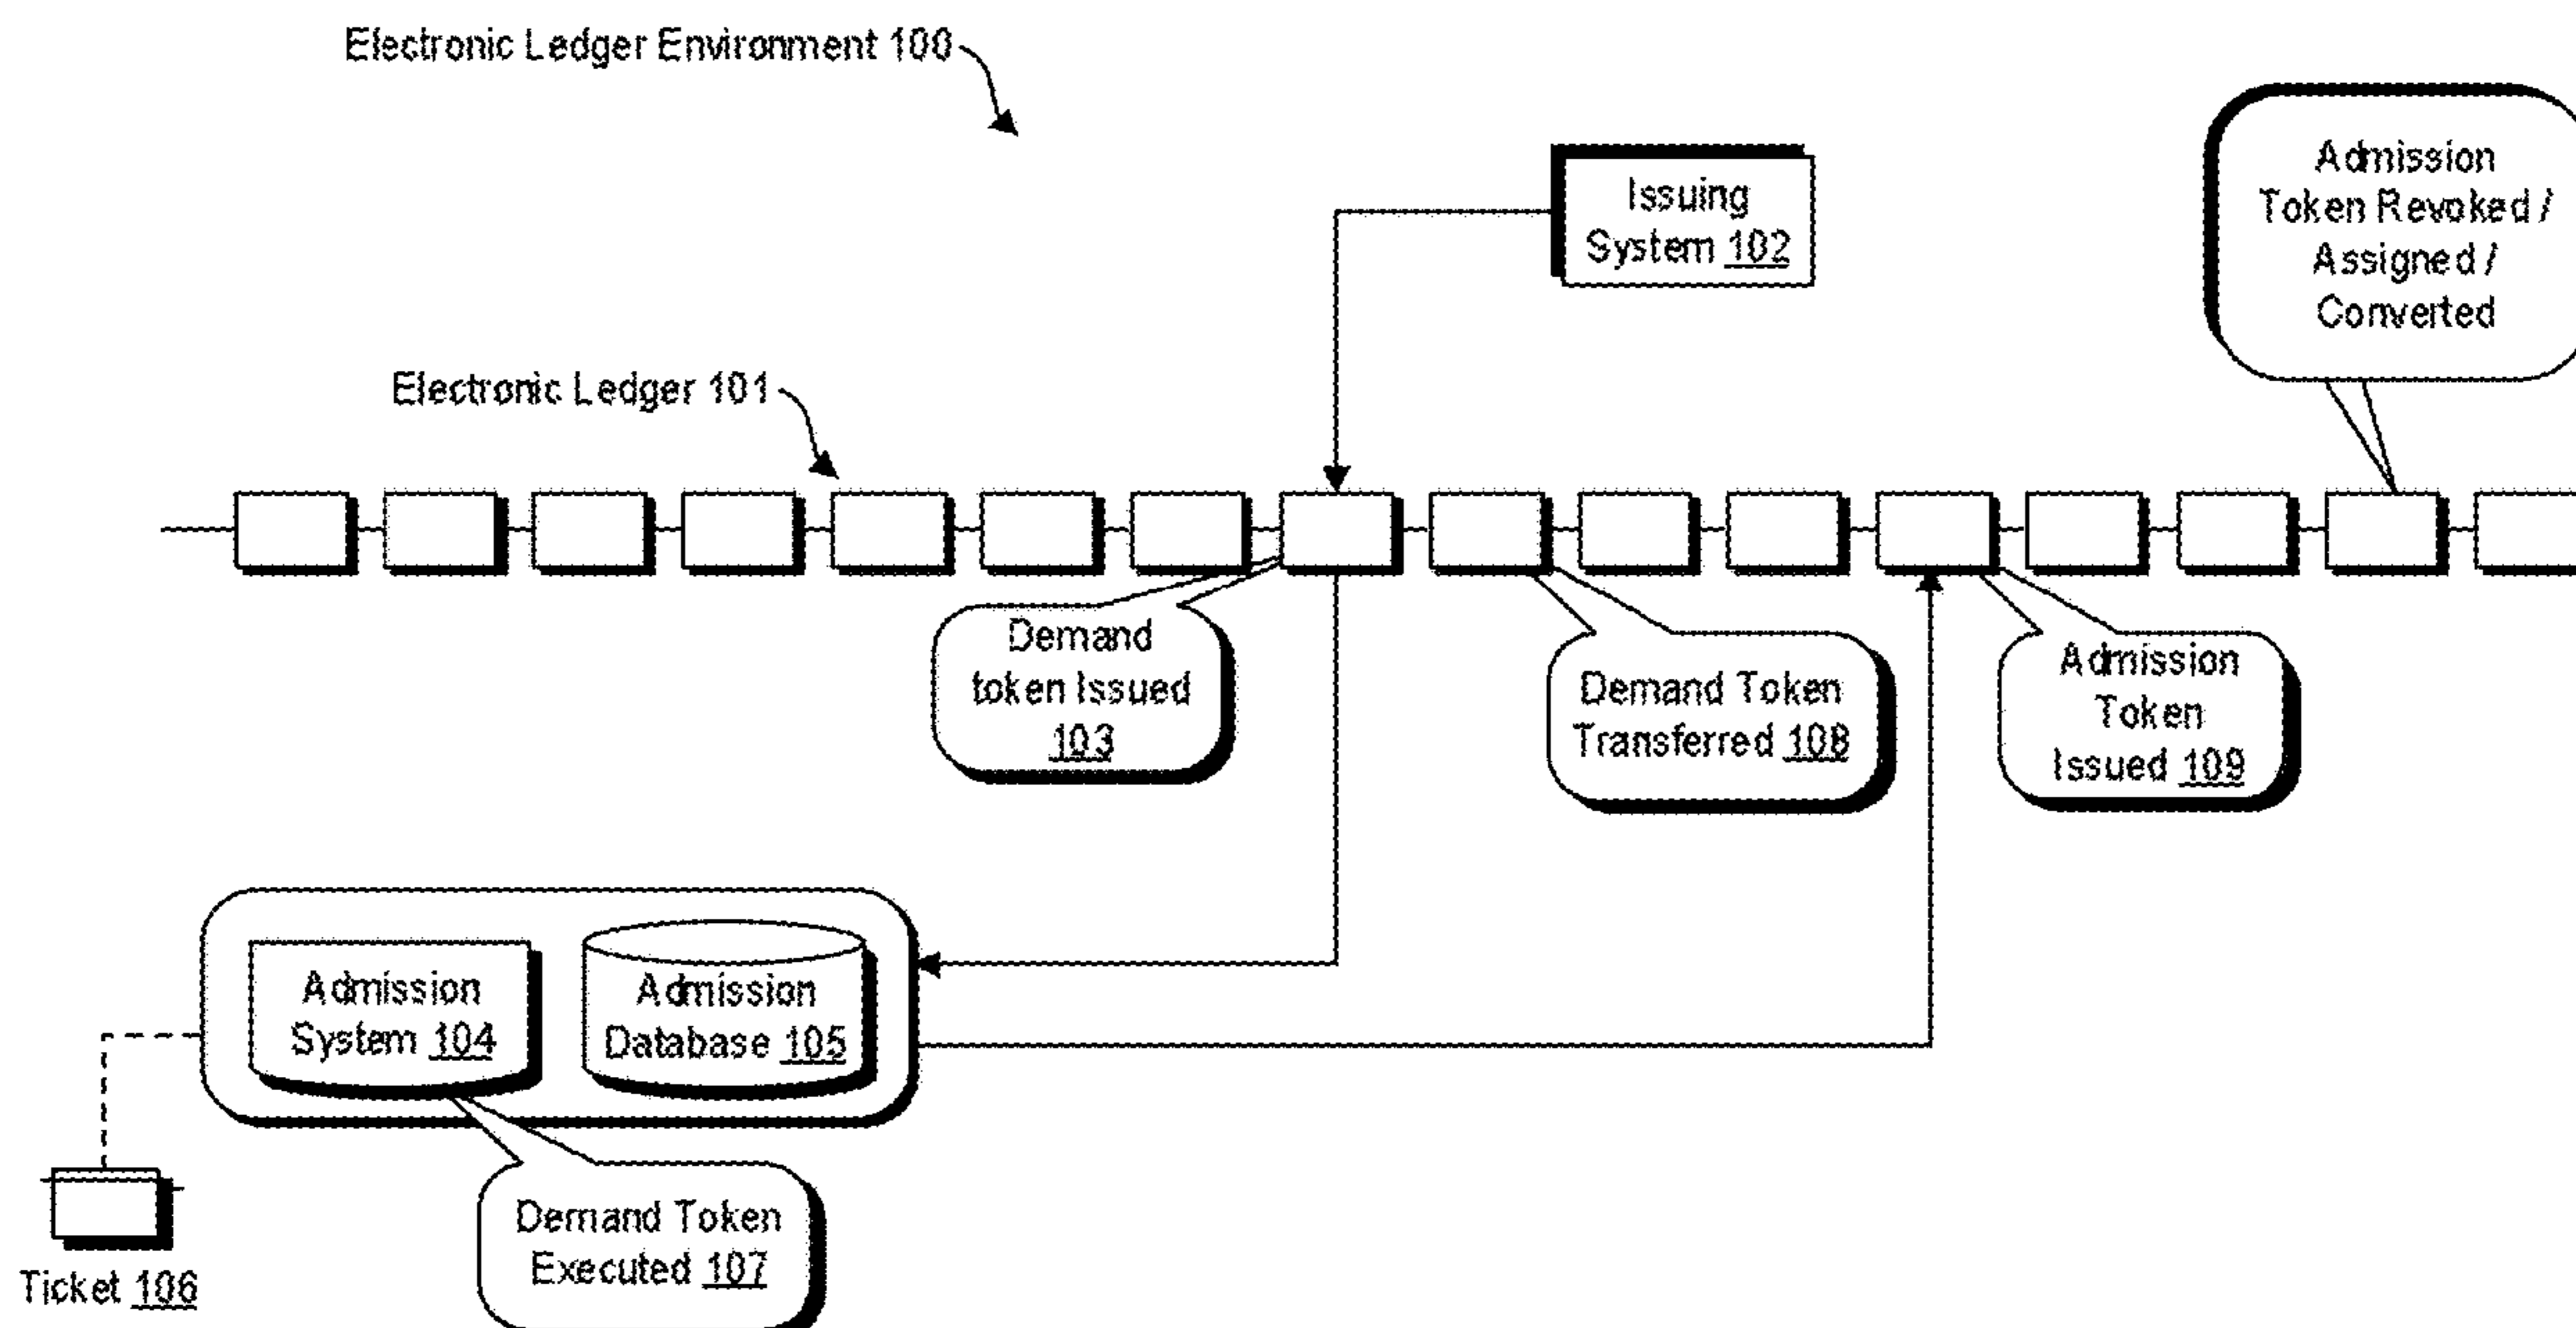 Electronic Ledger Environment 100
Issuing
System 102
Admission
Token Revoked /
Assigned /
Converted
Electronic Ledger 101
Demand
token Issued
103
Demand Token
Transferred 108
Admission
Token
Issued 109
Admission
System 104
Admission
Database 105
Demand Token
Executed 107
Ticket 106